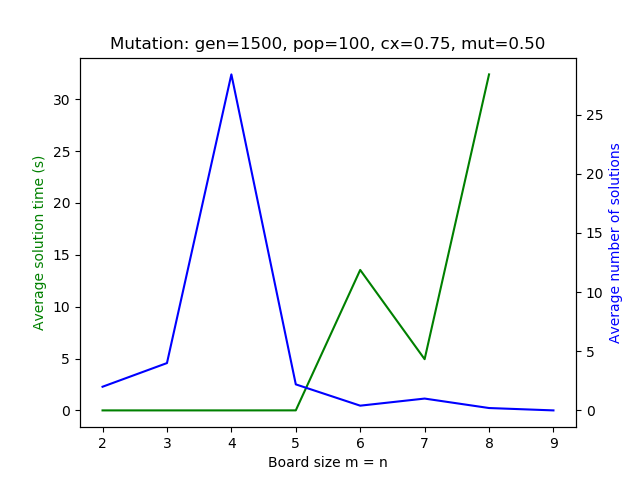 Mutation: gen=1500, pop=100, cx=0.75, mut=0.50
Average solution time (s)
30
25
20
15
10
5
0
25
20
15
10
5
0
Average number of solutions
2 3 4 5 6 7 8 9
Board size m = n